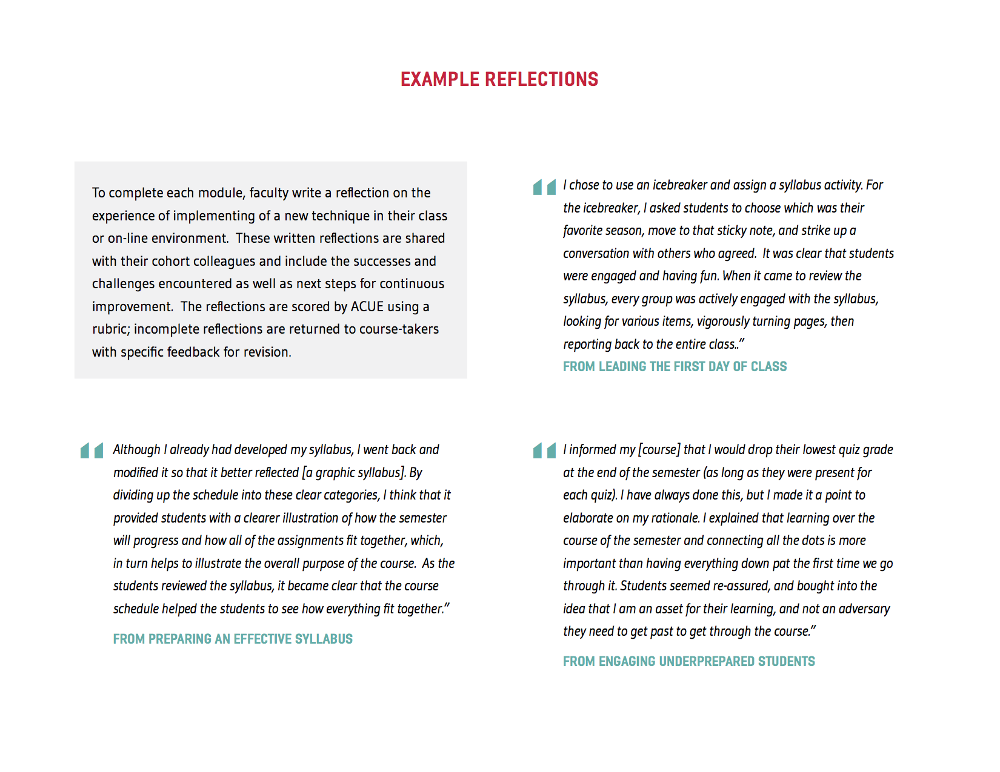 EXAMPLE REFLECTIONS
To complete each module, faculty write a reflection on the
experience of implementing of a new technique in their class
or on-line environment.  These written reflections are shared
with their cohort colleagues and include the successes and
challenges encountered as well as next steps for continuous
improvement.  The reflections are scored by ACUE using a
rubric; incomplete reflections are returned to course-takers
with specific feedback for revision.
"I chose to use an icebreaker and assign a syllabus activity. For
the icebreaker, I asked students to choose which was their
favorite season, move to that sticky note, and strike up a
conversation with others who agreed.  It was clear that students
were engaged and having fun. When it came to review the
syllabus, every group was actively engaged with the syllabus,
looking for various items, vigorously turning pages, then
reporting back to the entire class..”
FROM LEADING THE FIRST DAY OF CLASS
"Although I already had developed my syllabus, I went back and
modified it so that it better reflected [a graphic syllabus]. By
dividing up the schedule into these clear categories, I think that it
provided students with a clearer illustration of how the semester
will progress and how all of the assignments fit together, which,
in turn helps to illustrate the overall purpose of the course.  As the
students reviewed the syllabus, it became clear that the course
schedule helped the students to see how everything fit together.”
FROM PREPARING AN EFFECTIVE SYLLABUS
"I informed my [course] that I would drop their lowest quiz grade
at the end of the semester (as long as they were present for
each quiz). I have always done this, but I made it a point to
elaborate on my rationale. I explained that learning over the
course of the semester and connecting all the dots is more
important than having everything down pat the first time we go
through it. Students seemed re-assured, and bought into the
idea that I am an asset for their learning, and not an adversary
they need to get past to get through the course.”
FROM ENGAGING UNDERPREPARED STUDENTS